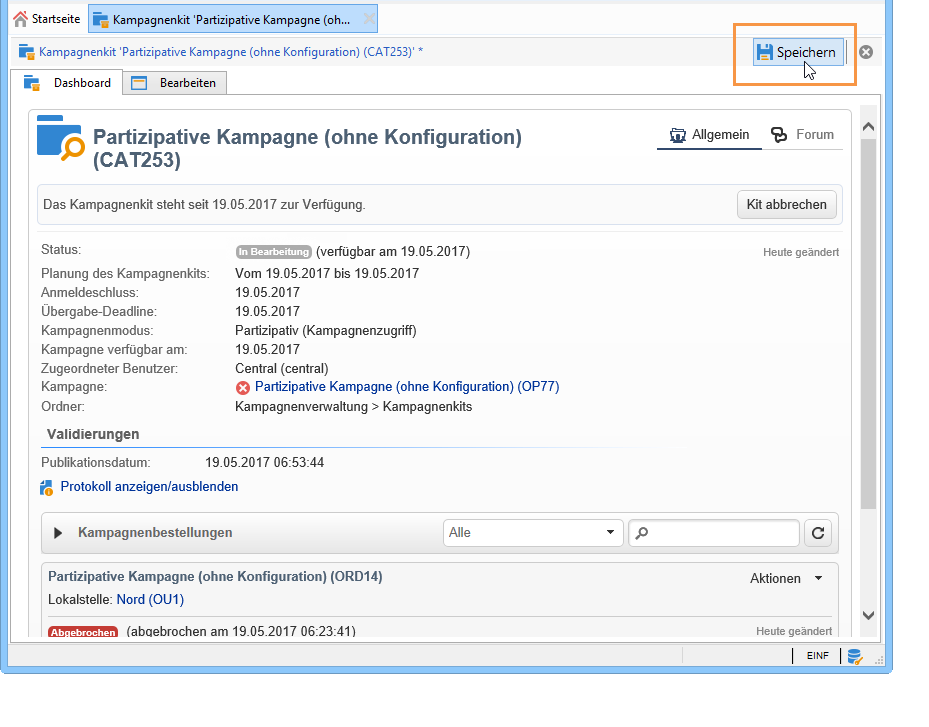 Startseite
Kampagnenkit 'Partizipative Kampagne (oh...
Kampagnenkit 'Partizipative Kampagne (ohne Konfiguration) (CAT253)' *
Speichern
Dashboard
Bearbeiten
Partizipative Kampagne (ohne Konfiguration)
(CAT253)
Allgemein
Forum
Das Kampagnenkit steht seit 19.05.2017 zur Verfügung.
Kit abbrechen
Status:
In Bearbeitung (verfügbar am 19.05.2017)
Heute geändert
Planung des Kampagnenkits: Vom 19.05.2017 bis 19.05.2017
Anmeldeschluss: 19.05.2017
Übergabe-Deadline: 19.05.2017
Kampagnenmodus: Partizipativ (Kampagnenzugriff)
Kampagne verfügbar am: 19.05.2017
Zugeordneter Benutzer: Central (central)
Kampagne: Partizipative Kampagne (ohne Konfiguration) (OP77)
Ordner: Kampagnenverwaltung > Kampagnenkits
Validierungen
Publikationsdatum: 19.05.2017 06:53:44
Protokoll anzeigen/ausblenden
Kampagnenbestellungen
Alle
Partizipative Kampagne (ohne Konfiguration) (ORD14)
Aktionen
Lokalstelle: Nord (OU1)
Abgebrochen (abgebrochen am 19.05.2017 06:23:41)
Heute geändert
EINF